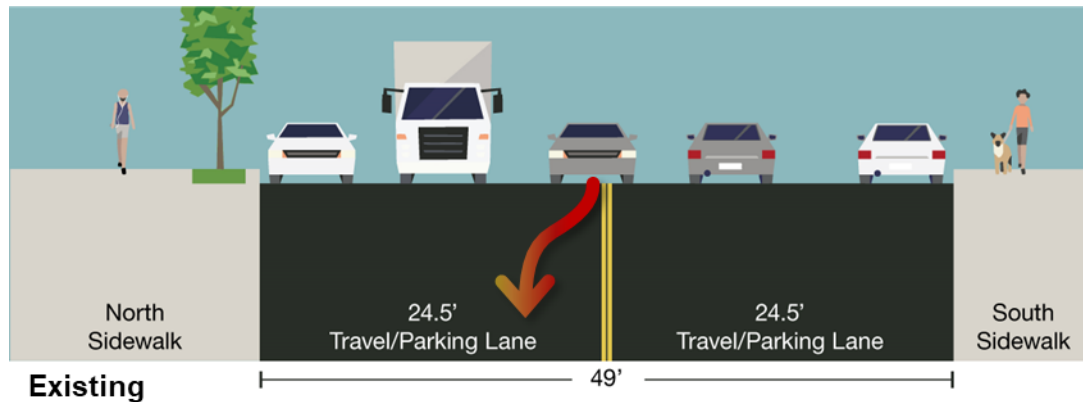 North
Sidewalk
24.5’
Travel/Parking Lane
24.5’
Travel/Parking Lane
South
Sidewalk
Existing
49’